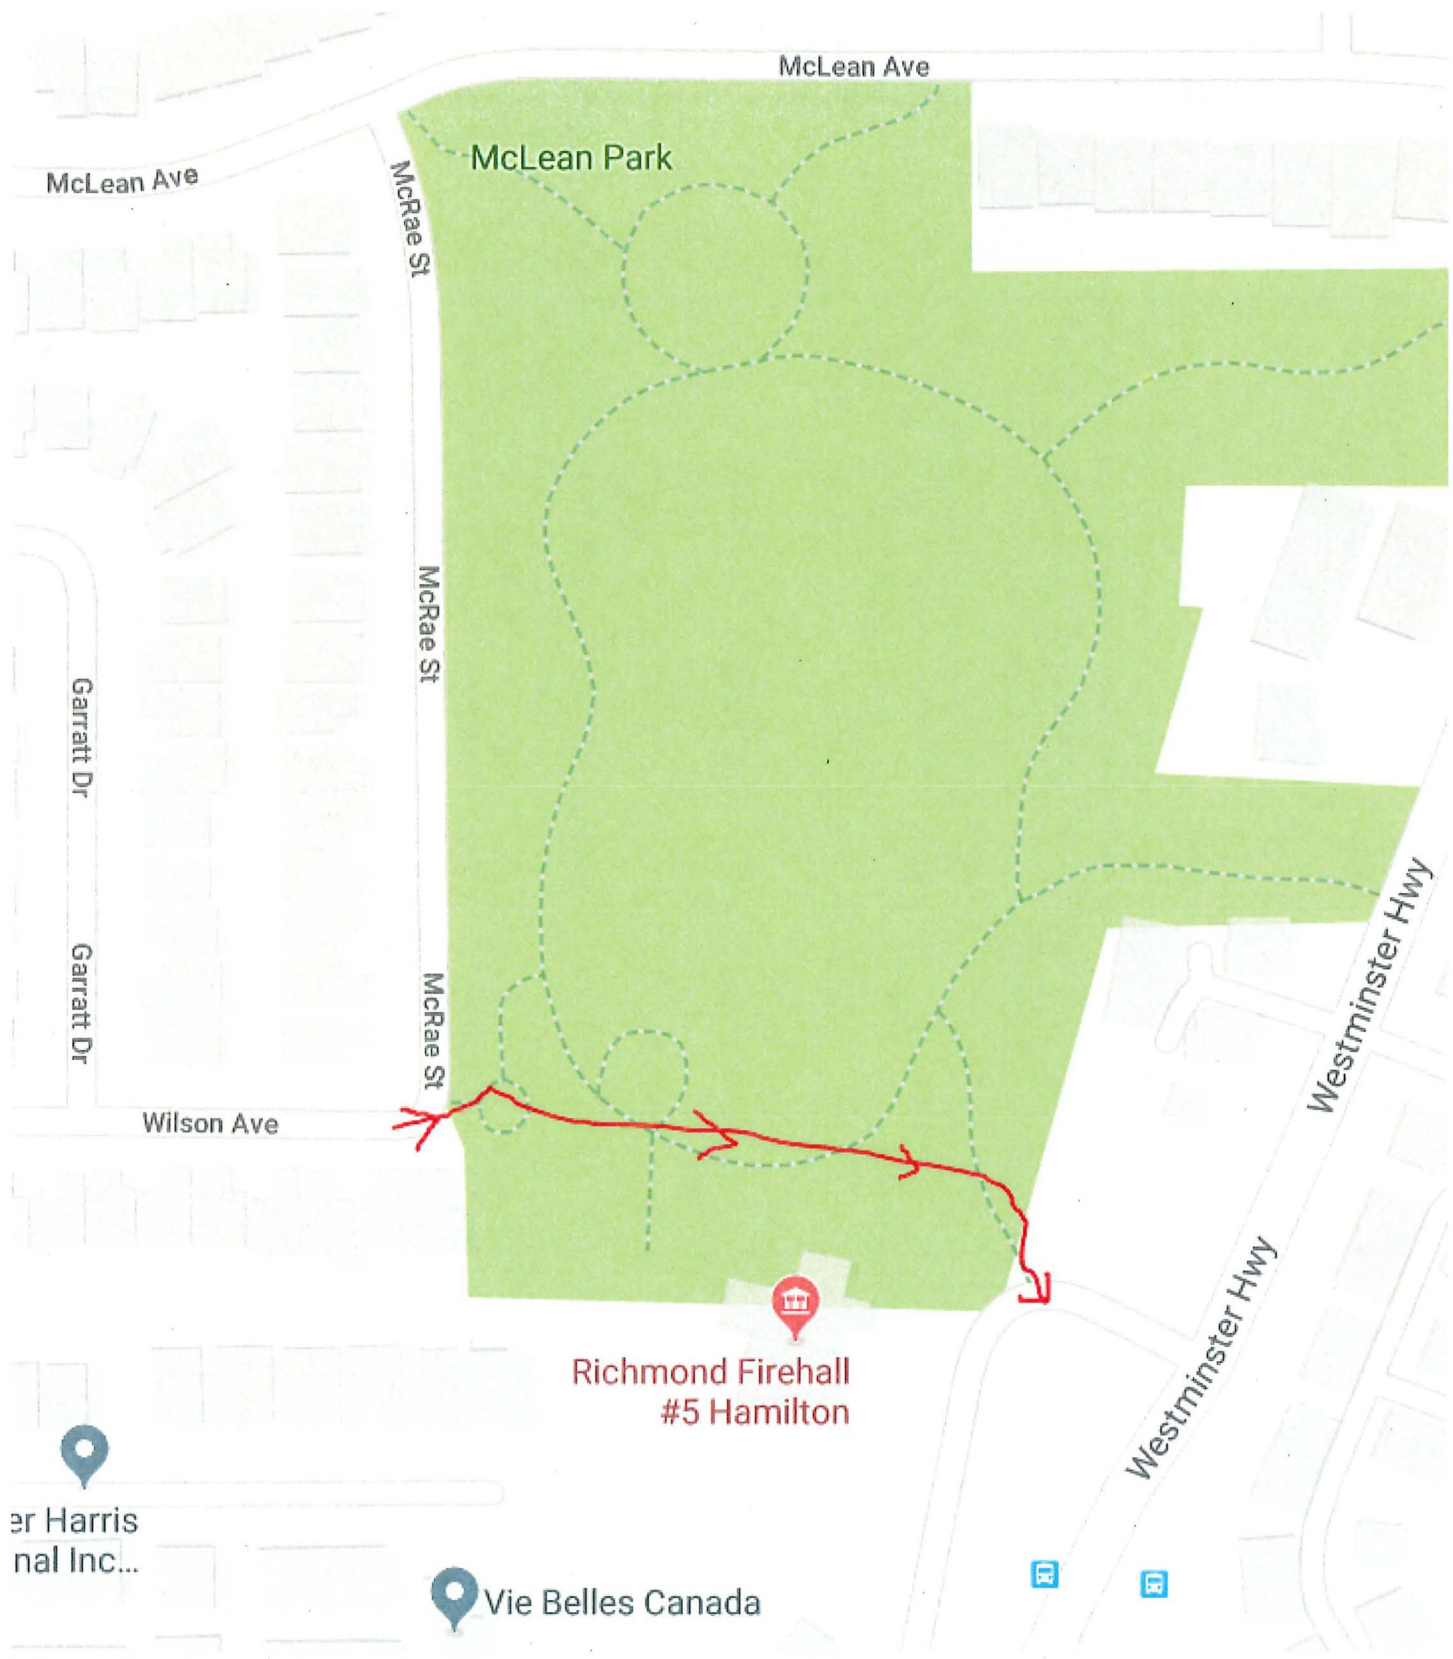 McLean Ave
McLean Park
McLean Ave
McRae St
McRae St
Garratt Dr
Westminster Hwy
Garratt Dr
McRae St
Wilson Ave
Westminster Hwy
Richmond Firehall
#5 Hamilton
er Harris
nal Inc...
Vie Belles Canada